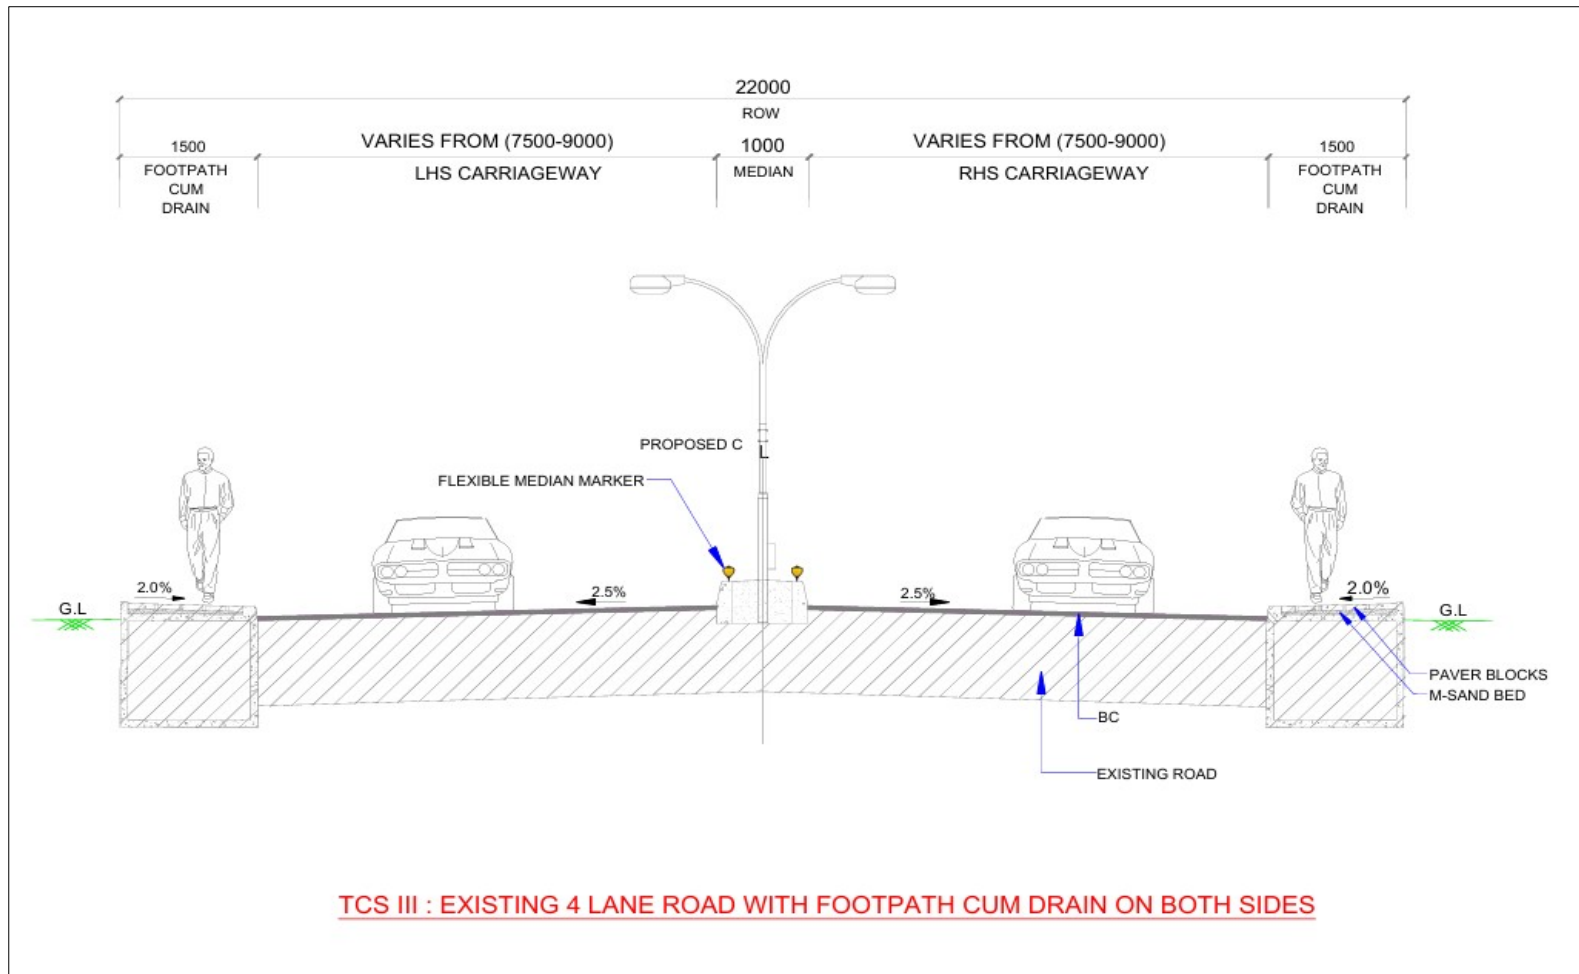 22000
ROW
1500
VARIES FROM (7500-9000)
1000
VARIES FROM (7500-9000)
1500
FOOTPATH
CUM
DRAIN
LHS CARRIAGEWAY
MEDIAN
RHS CARRIAGEWAY
FOOTPATH
CUM
DRAIN
PROPOSED C
L
FLEXIBLE MEDIAN MARKER
2.0%
2.5%
2.5%
2.0%
G.L
G.L
PAVER BLOCKS
M-SAND BED
BC
EXISTING ROAD
TCS III : EXISTING 4 LANE ROAD WITH FOOTPATH CUM DRAIN ON BOTH SIDES